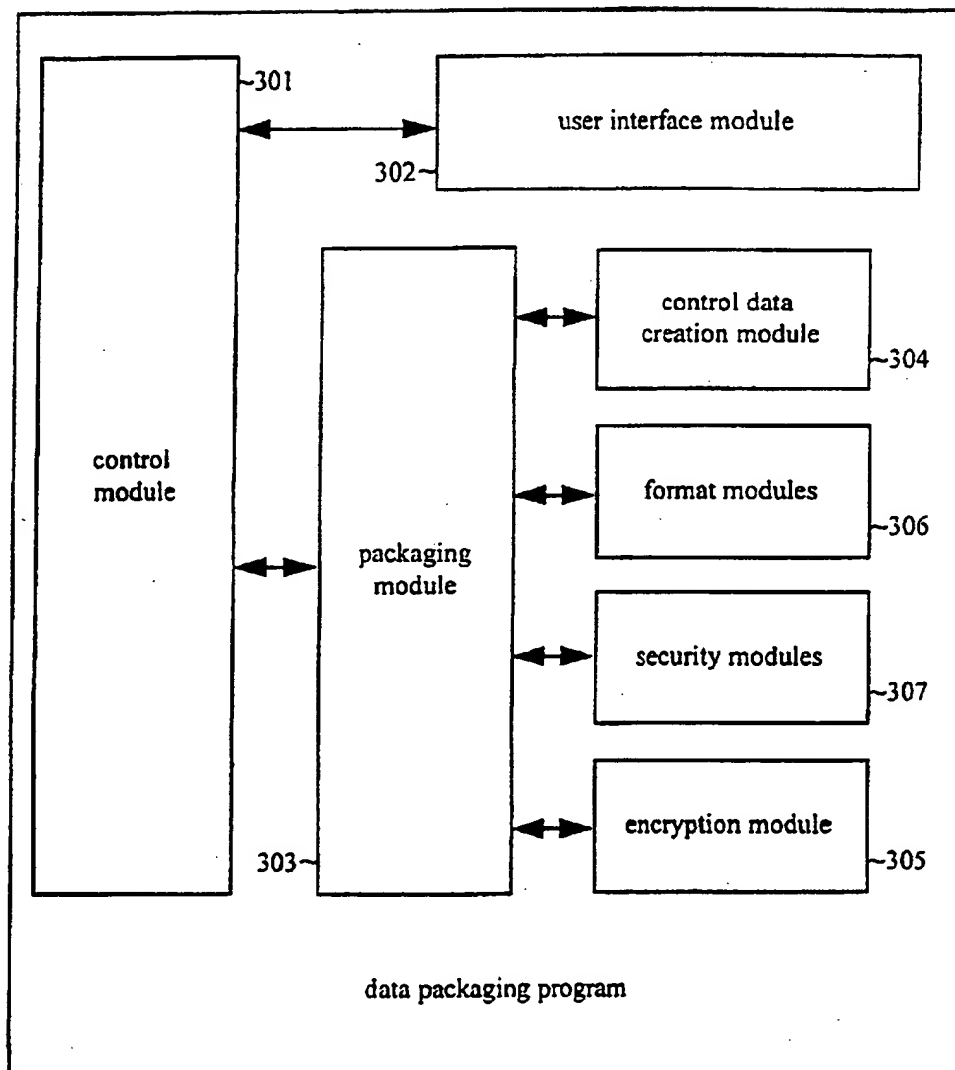 301
user interface module
302
control data
creation module
304
control
module
format modules
306
packaging
module
security modules
307
encryption module
303
305
data packaging program